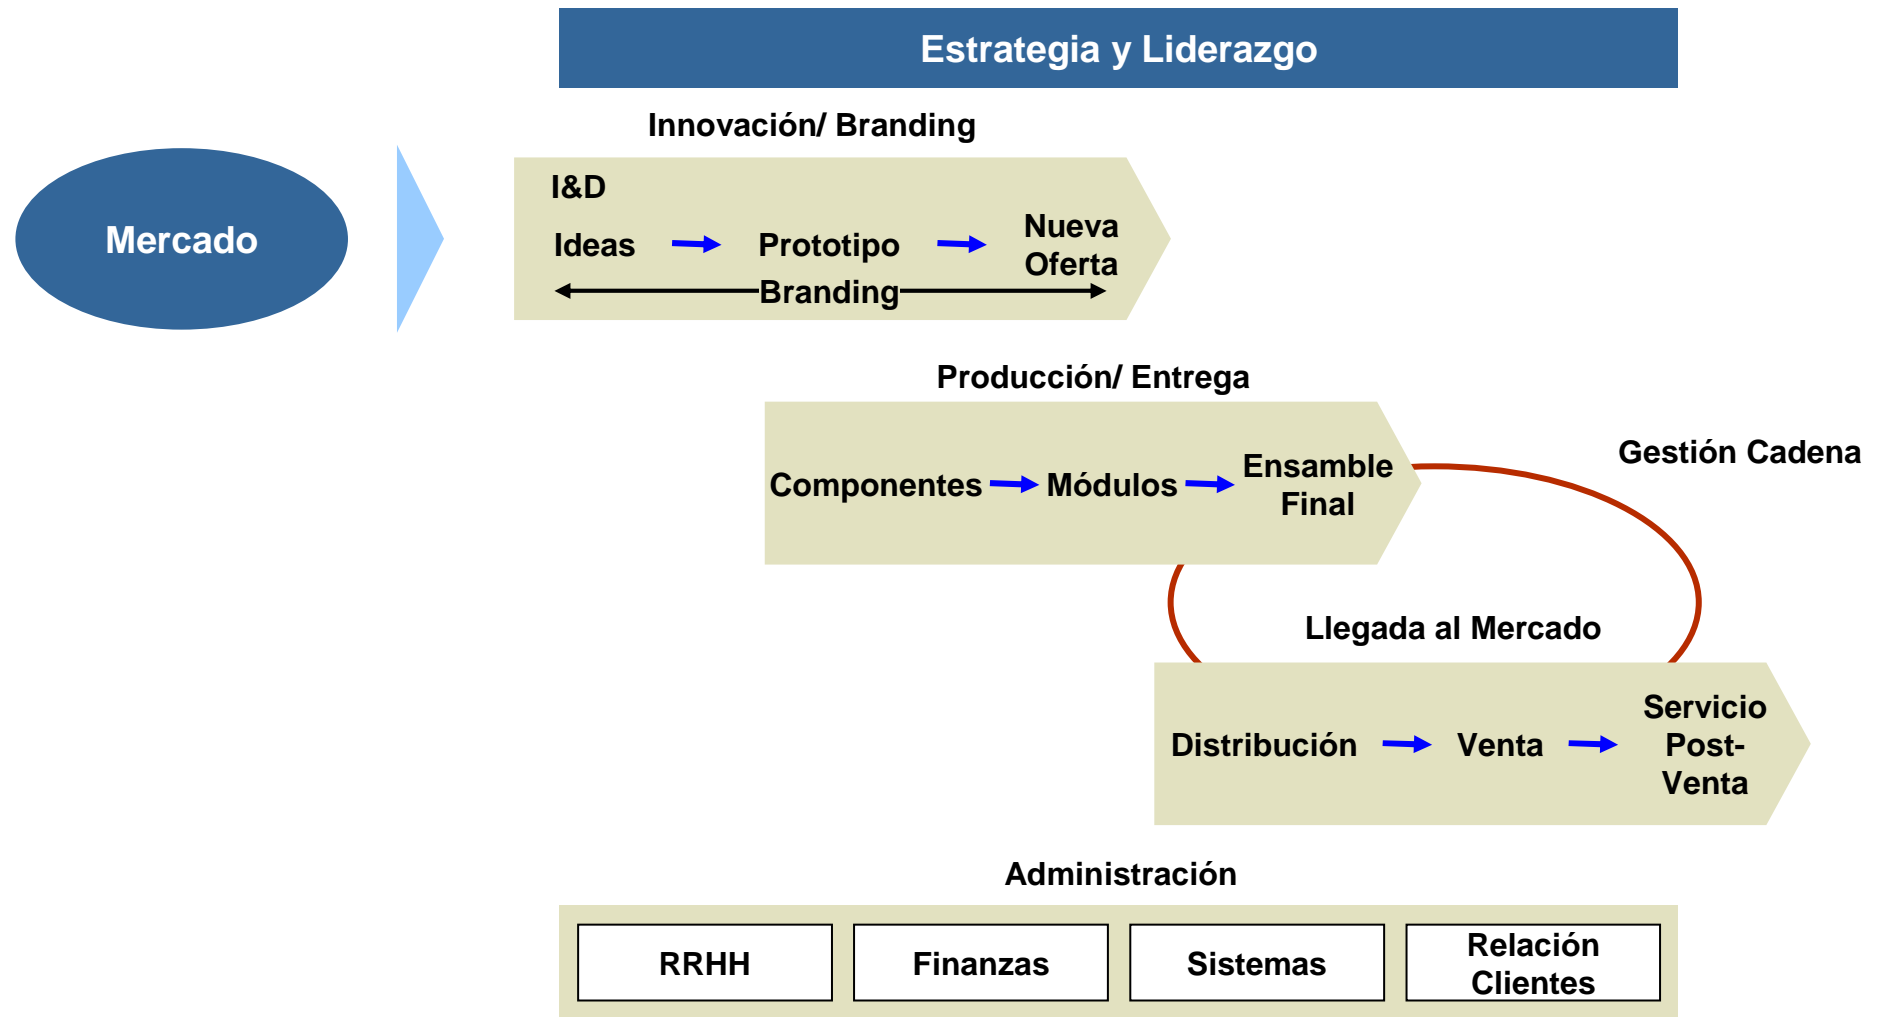 Estrategia y Liderazgo
Innovación/ Branding
I&D
Mercado
Ideas
Prototipo
Nueva
Oferta
Branding
Producción/ Entrega
Gestión Cadena
Componentes
Módulos
Ensamble
Final
Llegada al Mercado
Distribución
Venta
Servicio
Post-
Venta
Administración
RRHH
Finanzas
Sistemas
Relación
Clientes